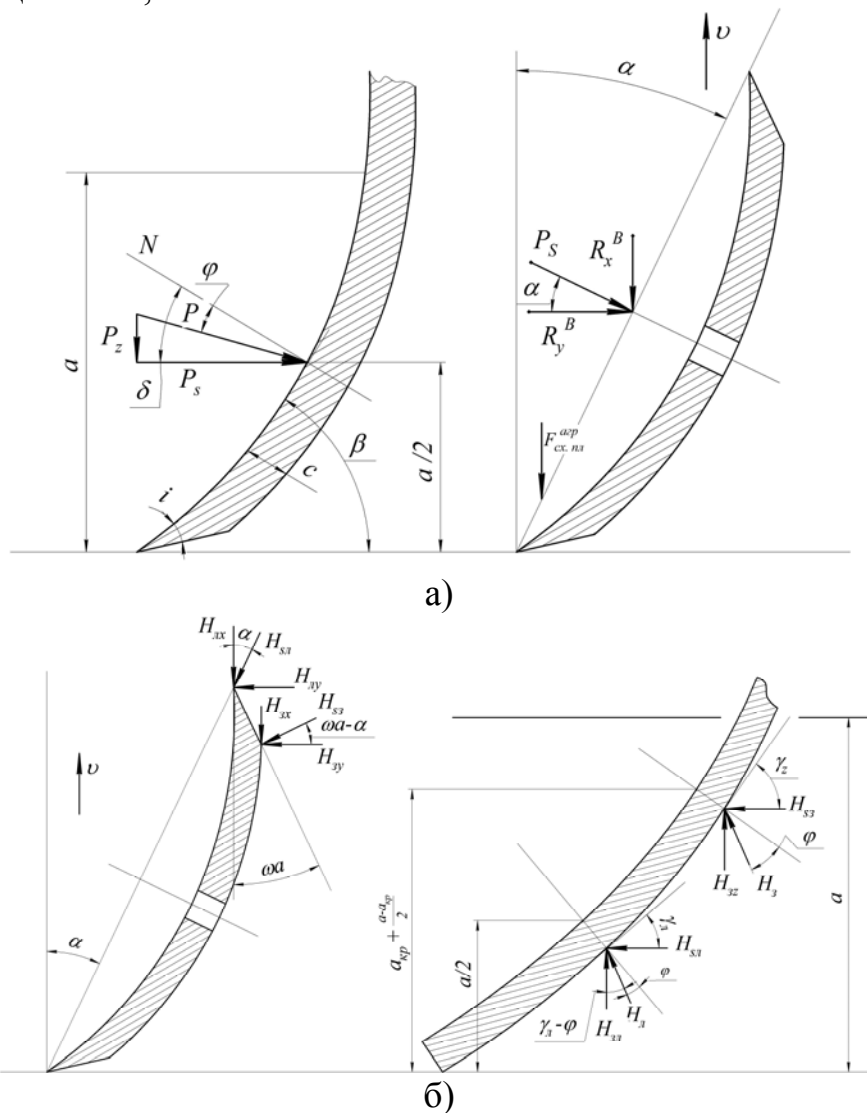 υ
α
a
N
φ
P
P_z
P_s
δ
β
c
i
a/2
P_S
R_x^B
α
R_y^B
F_{сх. пл}^{агр}
а)
H_{лх}
α
H_{sл}
H_{лу}
H_{зх}
H_{sз}
ωa-α
H_{зу}
υ
ωa
α
γ_z
H_{sз}
φ
H_{зz}
H_з
a_{кр} + \frac{a-a_{кр}}{2}
a/2
γ_л
H_{sл}
φ
γ_л-φ
H_{зл}
H_л
a
б)